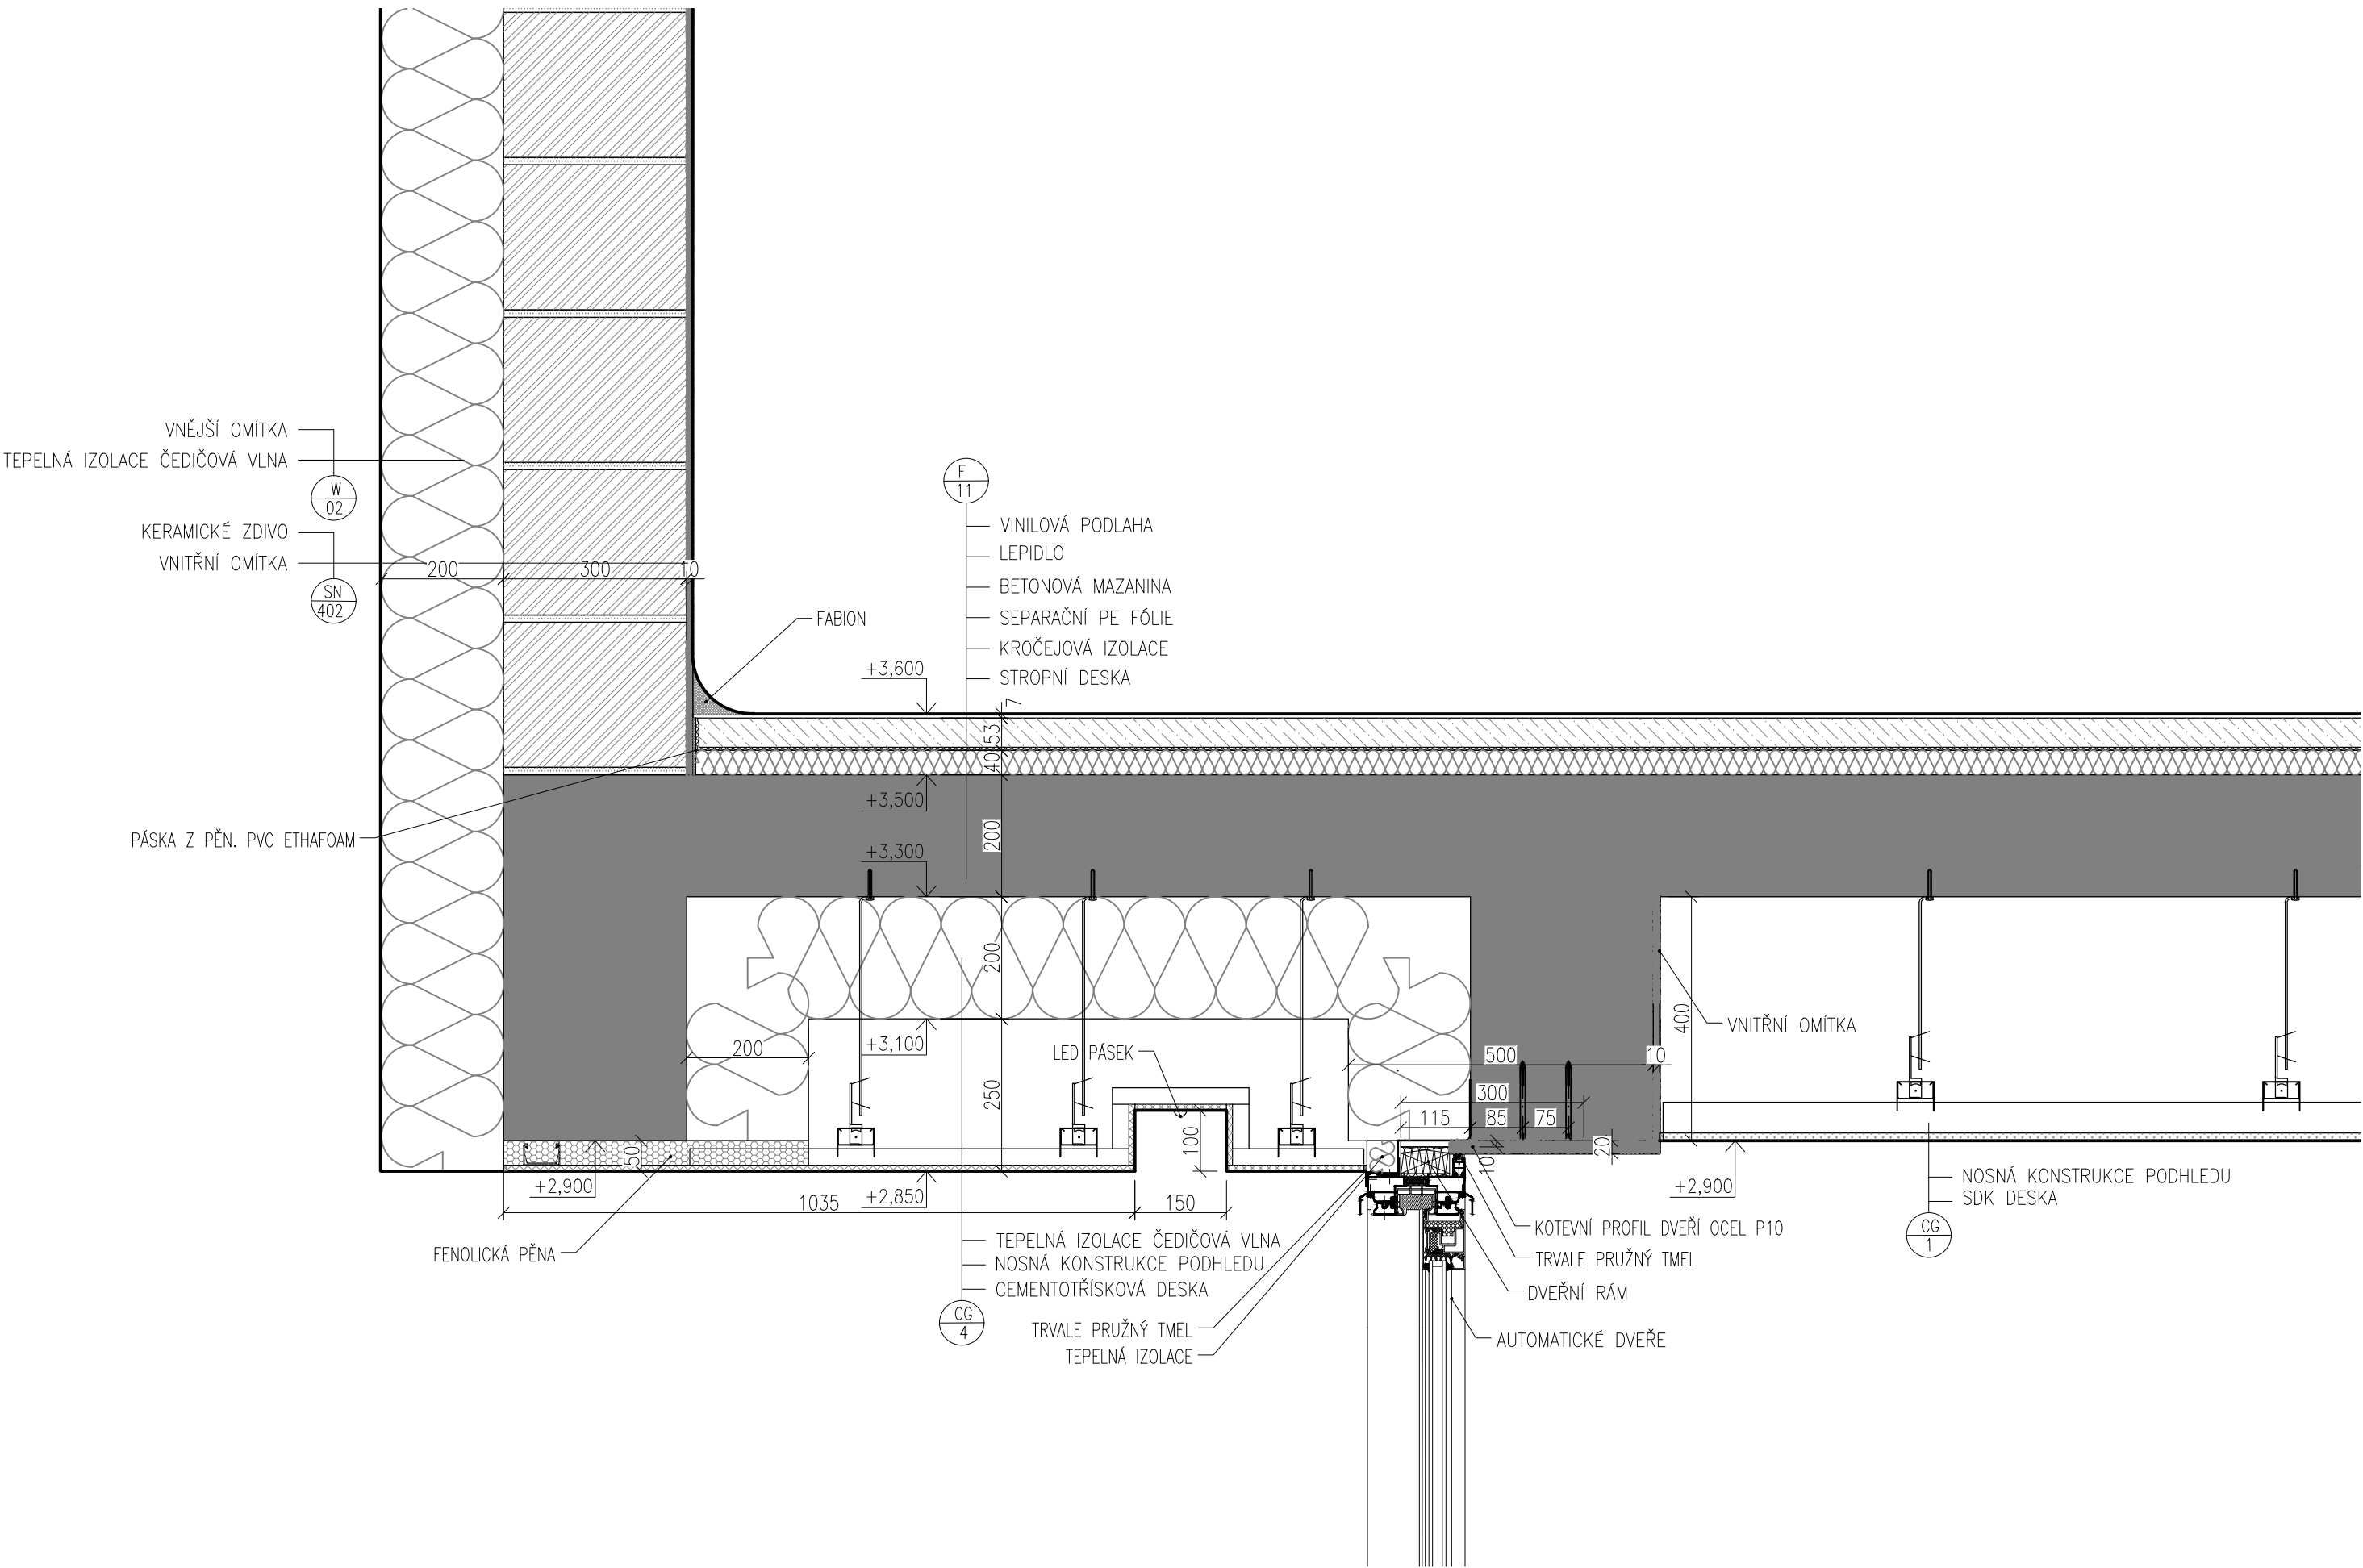 VNĚJŠÍ OMÍTKA
TEPELNÁ IZOLACE ČEDIČOVÁ VLNA
W
02
KERAMICKÉ ZDIVO
VNITŘNÍ OMÍTKA
SN
402
200
300
10
FABION
F
11
VINILOVÁ PODLAHA
LEPIDLO
BETONOVÁ MAZANINA
SEPARAČNÍ PE FÓLIE
KROČEJOVÁ IZOLACE
STROPNÍ DESKA
+3,600
7
53
40
+3,500
200
+3,300
PÁSKA Z PĚN. PVC ETHAFOAM
200
+3,100
200
250
LED PÁSEK
100
500
10
300
115
85
75
400
VNITŘNÍ OMÍTKA
20
10
50
+2,900
+2,850
1035
150
+2,900
FENOLICKÁ PĚNA
TEPELNÁ IZOLACE ČEDIČOVÁ VLNA
NOSNÁ KONSTRUKCE PODHLEDU
CEMENTOTŘÍSKOVÁ DESKA
CG
4
TRVALE PRUŽNÝ TMEL
TEPELNÁ IZOLACE
KOTEVNÍ PROFIL DVEŘÍ OCEL P10
TRVALE PRUŽNÝ TMEL
DVEŘNÍ RÁM
AUTOMATICKÉ DVEŘE
NOSNÁ KONSTRUKCE PODHLEDU
SDK DESKA
CG
1